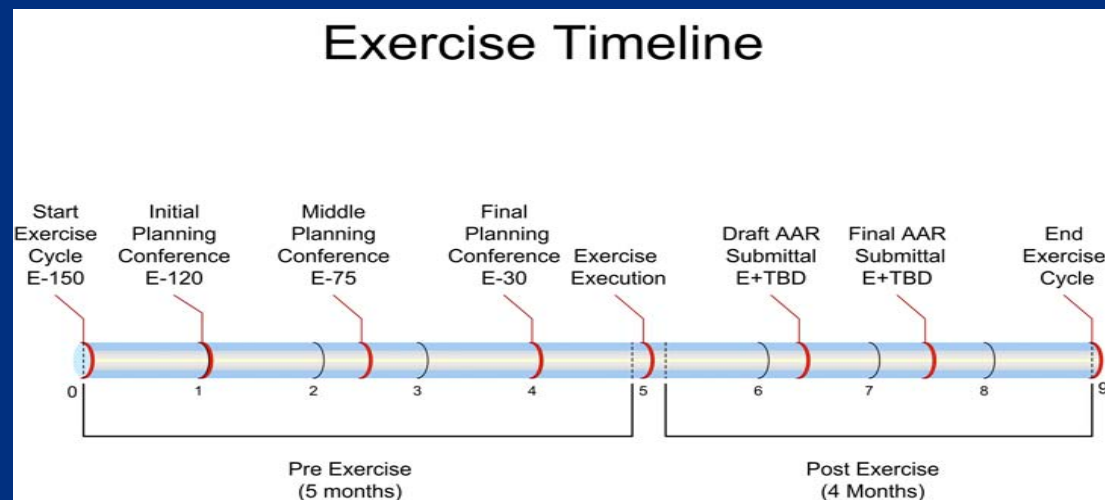 Exercise Timeline
Start
Exercise
Cycle
E-150
Initial
Planning
Conference
E-120
Middle
Planning
Conference
E-75
Final
Planning
Conference
E-30
Exercise
Execution
Draft AAR
Submittal
E+TBD
Final AAR
Submittal
E+TBD
End
Exercise
Cycle
0 1 2 3 4 5 6 7 8 9
Pre Exercise
(5 months)
Post Exercise
(4 Months)